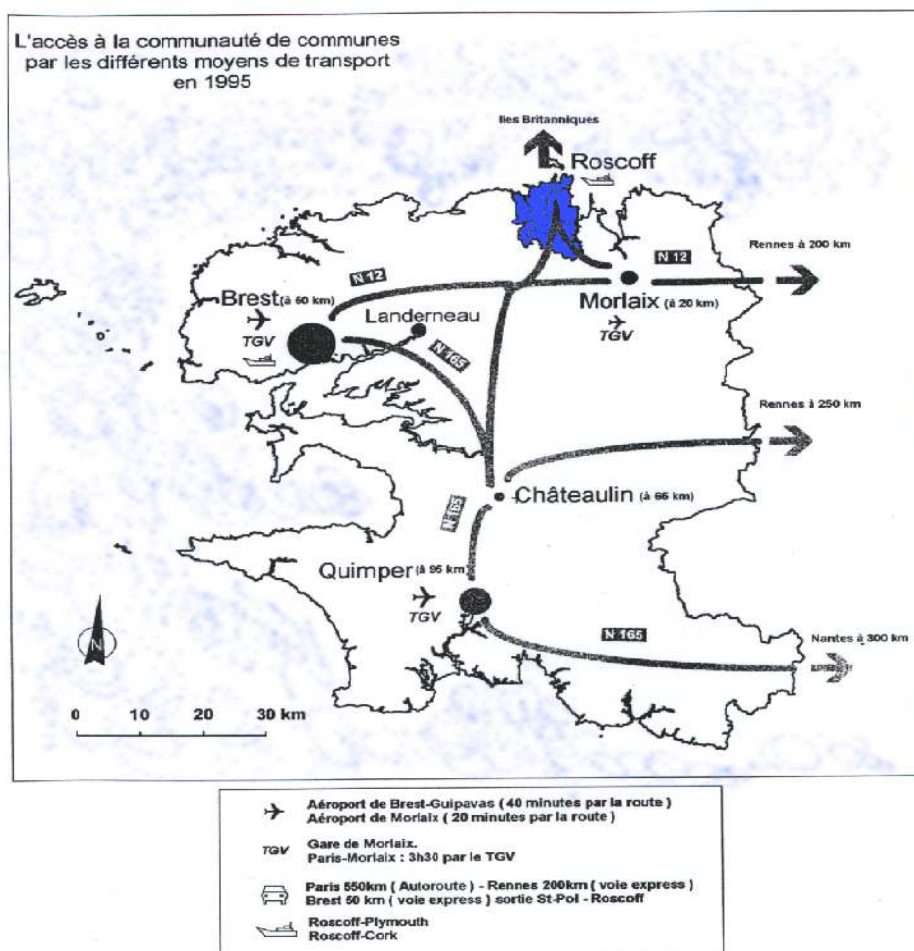 L'accès à la communauté de communes
par les différents moyens de transport
en 1995
Iles Britanniques
Roscoff
N 12
N 12
Rennes à 200 km
Brest (à 50 km)
Morlaix (à 20 km)
TGV
Landerneau
TGV
N 165
Rennes à 250 km
Châteaulin (à 65 km)
N 165
Quimper (à 95 km)
TGV
N 165
Nantes à 300 km
N
0 10 20 30 km
Aéroport de Brest-Guipavas ( 40 minutes par la route )
Aéroport de Morlaix ( 20 minutes par la route )
TGV Gare de Morlaix.
Paris-Morlaix : 3h30 par le TGV
Paris 550km ( Autoroute ) - Rennes 200km ( voie express )
Brest 50 km ( voie express ) sortie St-Pol - Roscoff
Roscoff-Plymouth
Roscoff-Cork